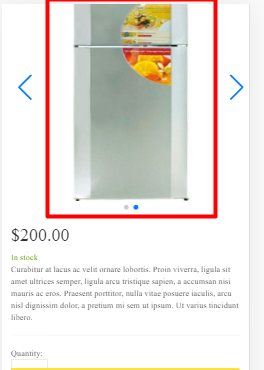 $200.00
In stock
Curabitur at lacus ac velit ornare lobortis. Proin viverra, ligula sit
amet ultrices semper, ligula arcu tristique sapien, a accumsan nisi
mauris ac eros. Praesent porttitor, nulla vitae posuere iaculis, arcu
nisl dignissim dolor, a pretium mi sem ut ipsum. Ut varius tincidunt
libero.
Quantity: